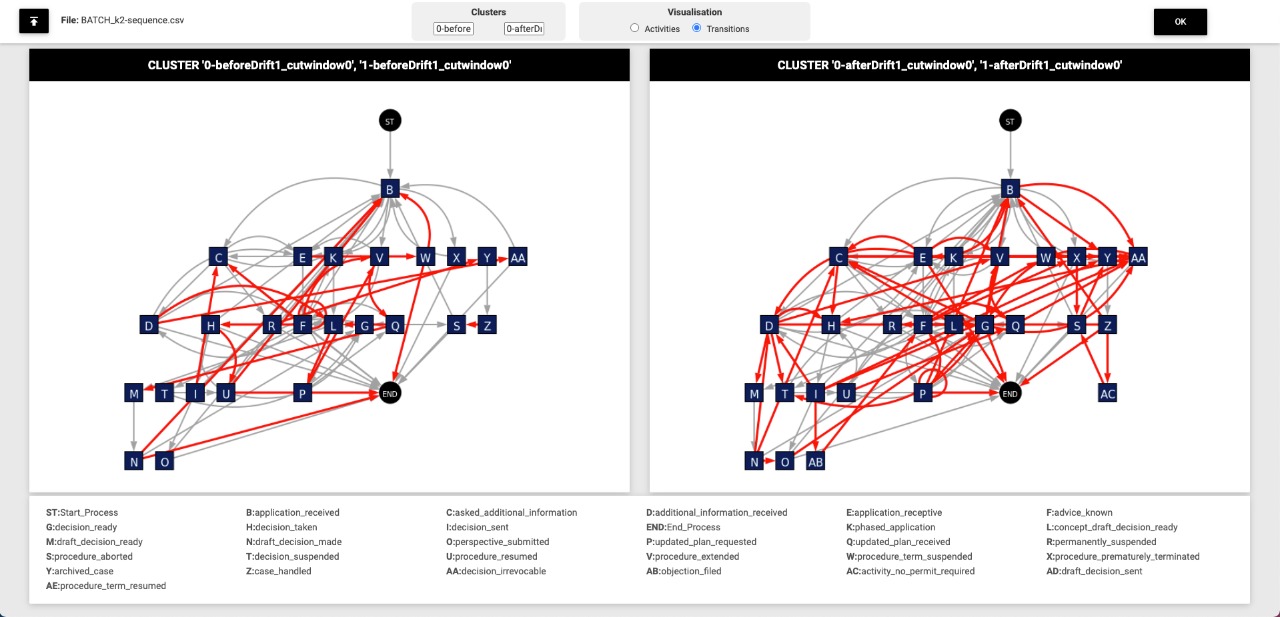 File: BATCH_k2-sequence.csv
Clusters
0-before 0-afterDr
Visualisation
Activities Transitions
OK
CLUSTER '0-beforeDrift1_cutwindow0', '1-beforeDrift1_cutwindow0'
ST
B
C E K V W X Y AA
D H R F L G Q S Z
M T I U P END
N O
CLUSTER '0-afterDrift1_cutwindow0', '1-afterDrift1_cutwindow0'
ST
B
C E K V W X Y AA
D H R F L G Q S Z
M T I U P END AC
N O AB
ST:Start_Process B:application_received C:asked_additional_information D:additional_information_received E:application_receptive F:advice_known
G:decision_ready H:decision_taken I:decision_sent END:End_Process K:phased_application L:concept_draft_decision_ready
M:draft_decision_ready N:draft_decision_made O:perspective_submitted P:updated_plan_requested Q:updated_plan_received R:permanently_suspended
S:procedure_aborted T:decision_suspended U:procedure_resumed V:procedure_extended W:procedure_term_suspended X:procedure_prematurely_terminated
Y:archived_case Z:case_handled AA:decision_irrevocable AB:objection_filed AC:activity_no_permit_required AD:draft_decision_sent
AE:procedure_term_resumed